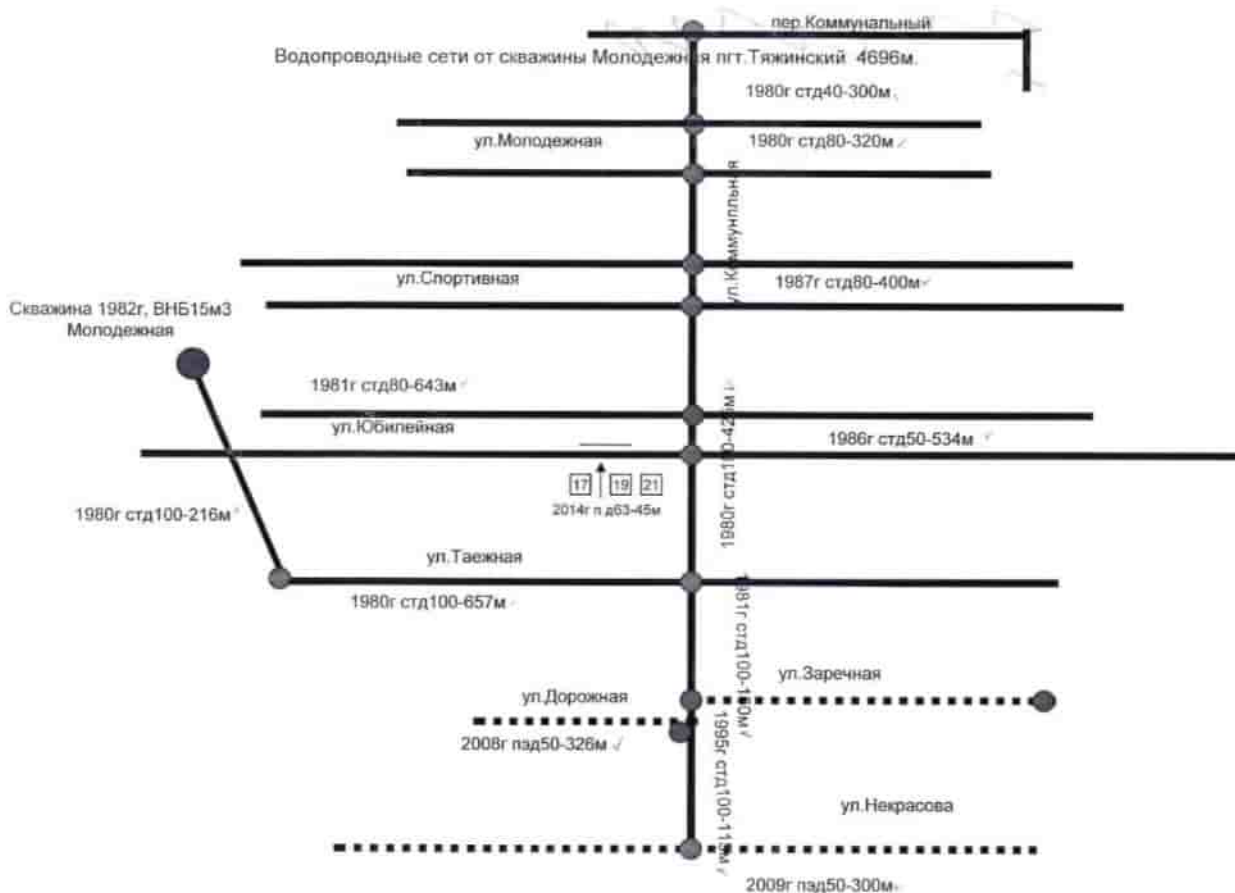 пер.Коммунальный
Водопроводные сети от скважины Молодежная пгт.Тяжинский 4696м.
1980г стд40-300м
ул.Молодежная
1980г стд80-320м
ул.Коммунпльная
ул.Спортивная
1987г стд80-400м
Скважина 1982г, ВНБ15м3
Молодежная
1981г стд80-643м
ул.Юбилейная
1986г стд50-534м
17 19 21
2014г п д63-45м
1980г стд100-216м
ул.Таежная
1980г стд100-657м
ул.Заречная
ул.Дорожная
2008г пэд50-326м
ул.Некрасова
2009г пэд50-300м